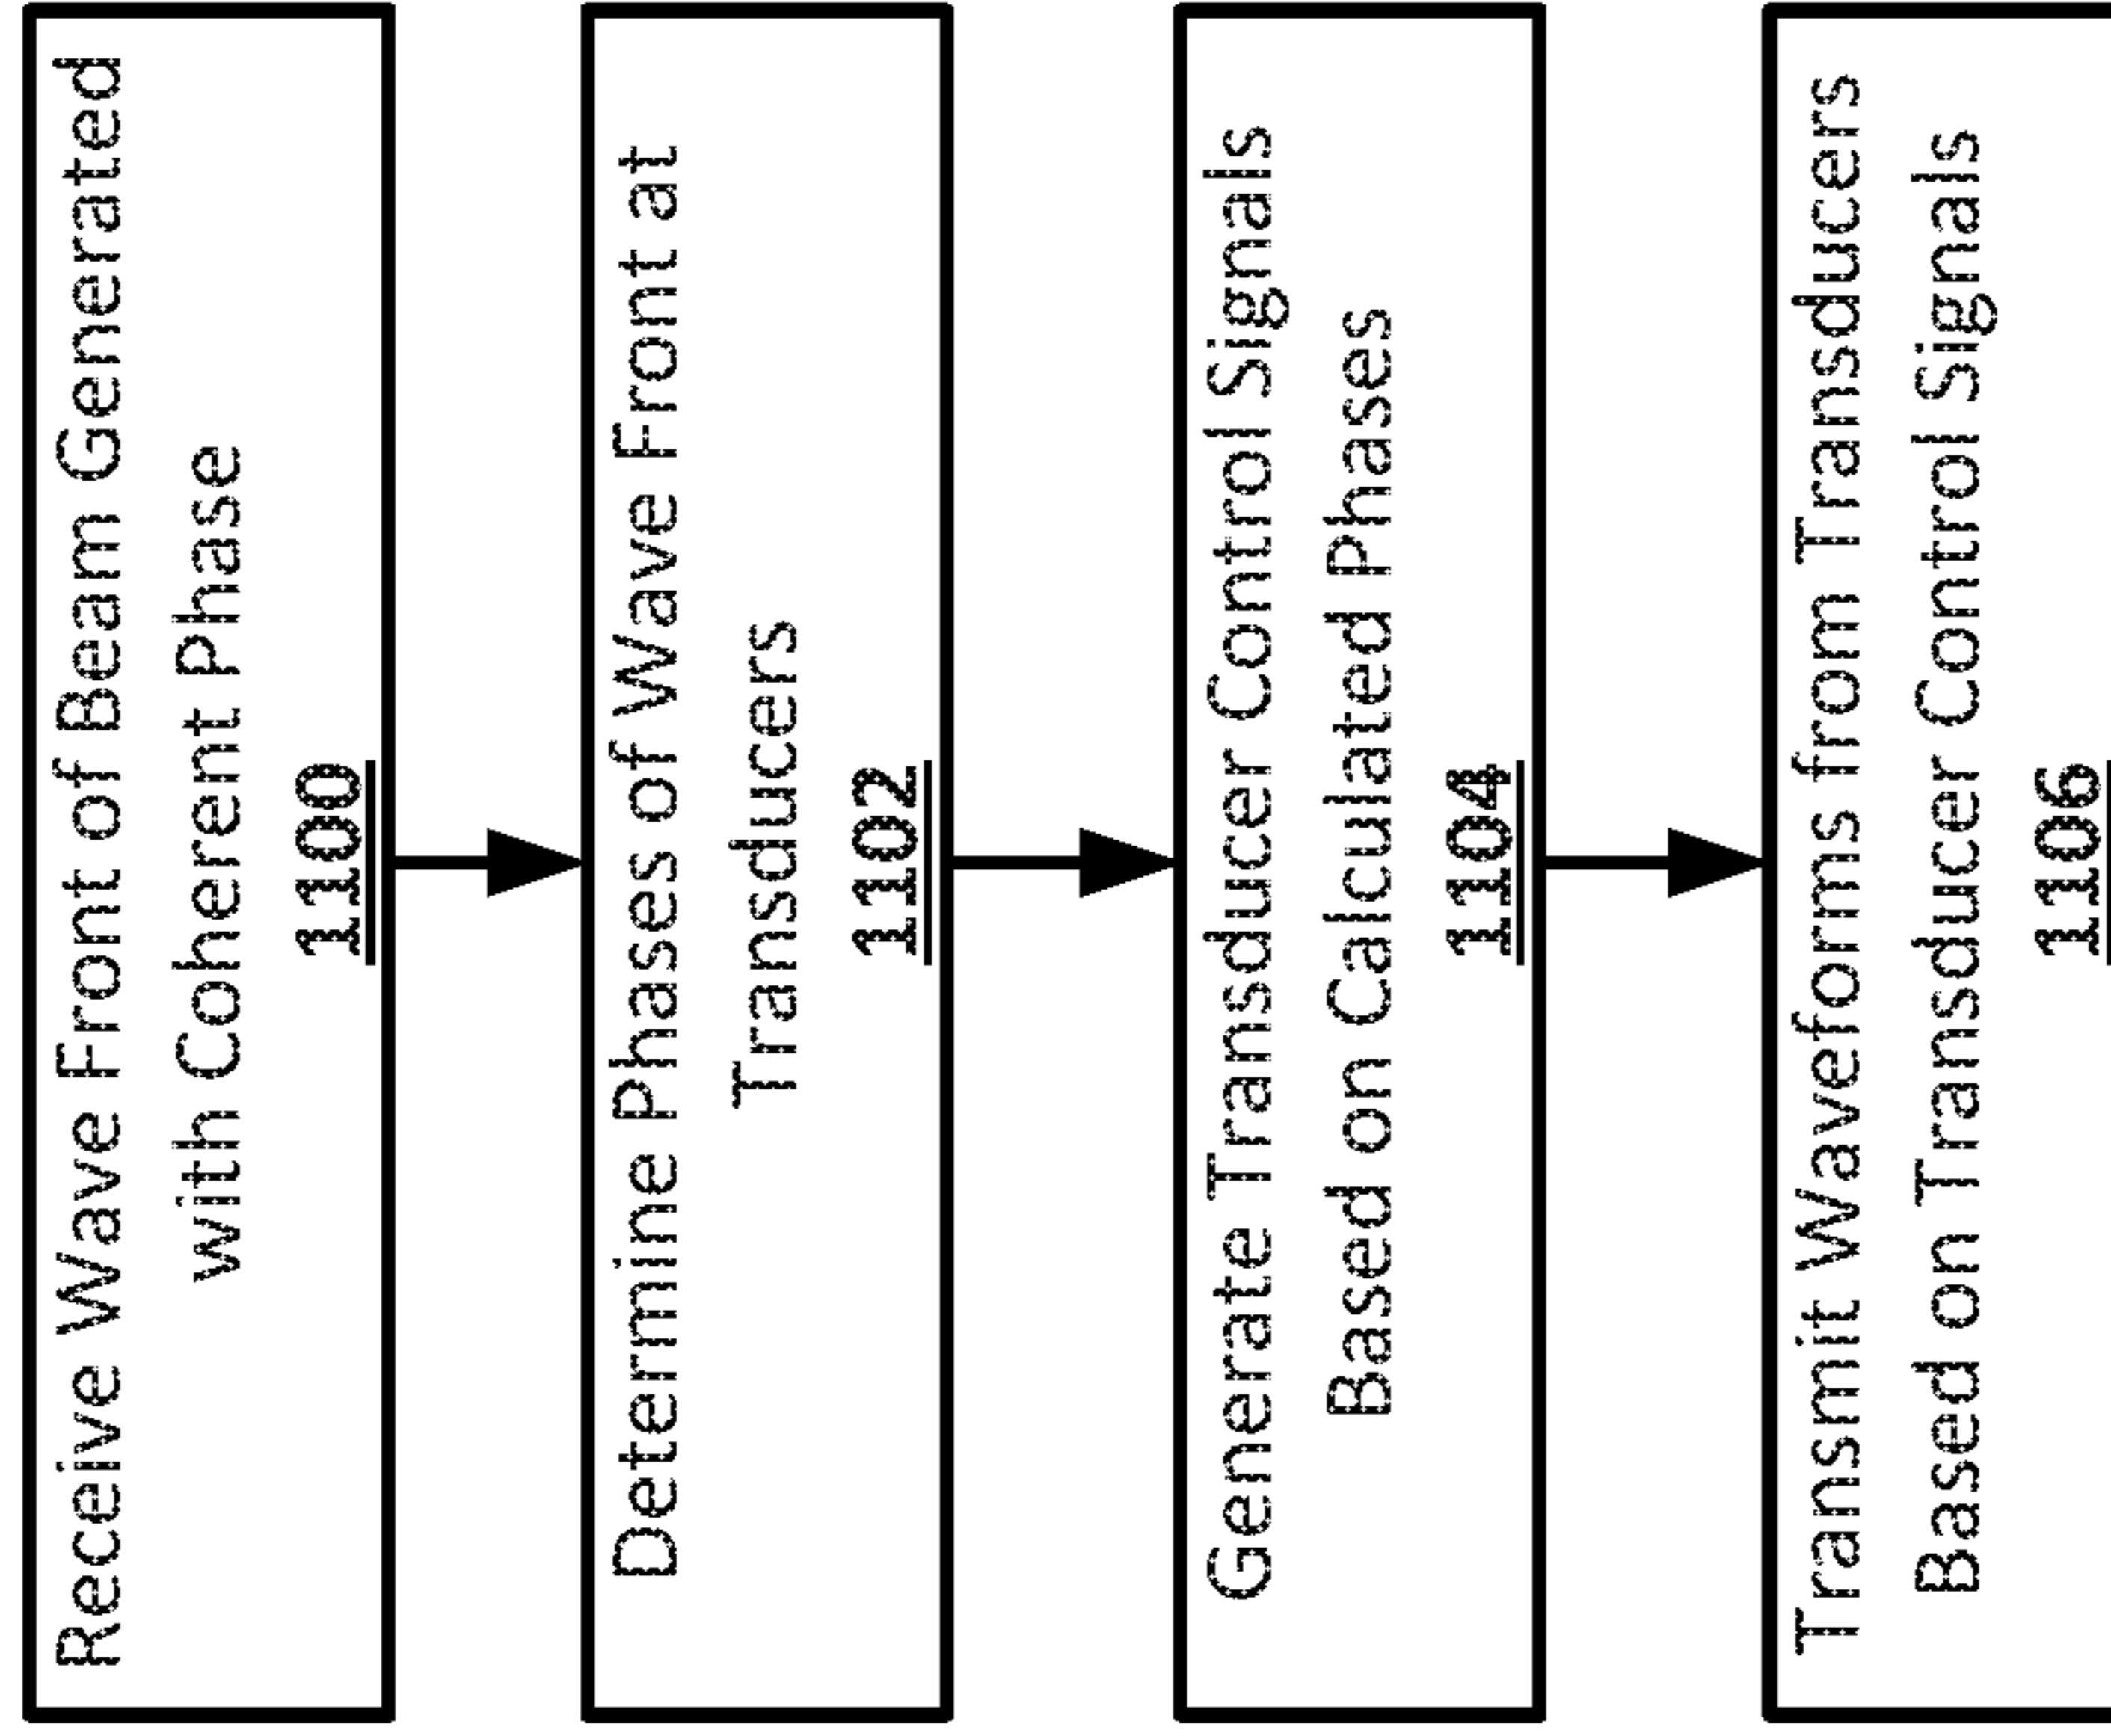 Receive Wave Front of Beam Generated
with Coherent Phase
1100
Determine Phases of Wave Front at
Transducers
1102
Generate Transducer Control Signals
Based on Calculated Phases
1104
Transmit Waveforms from Transducers
Based on Transducer Control Signals
1106